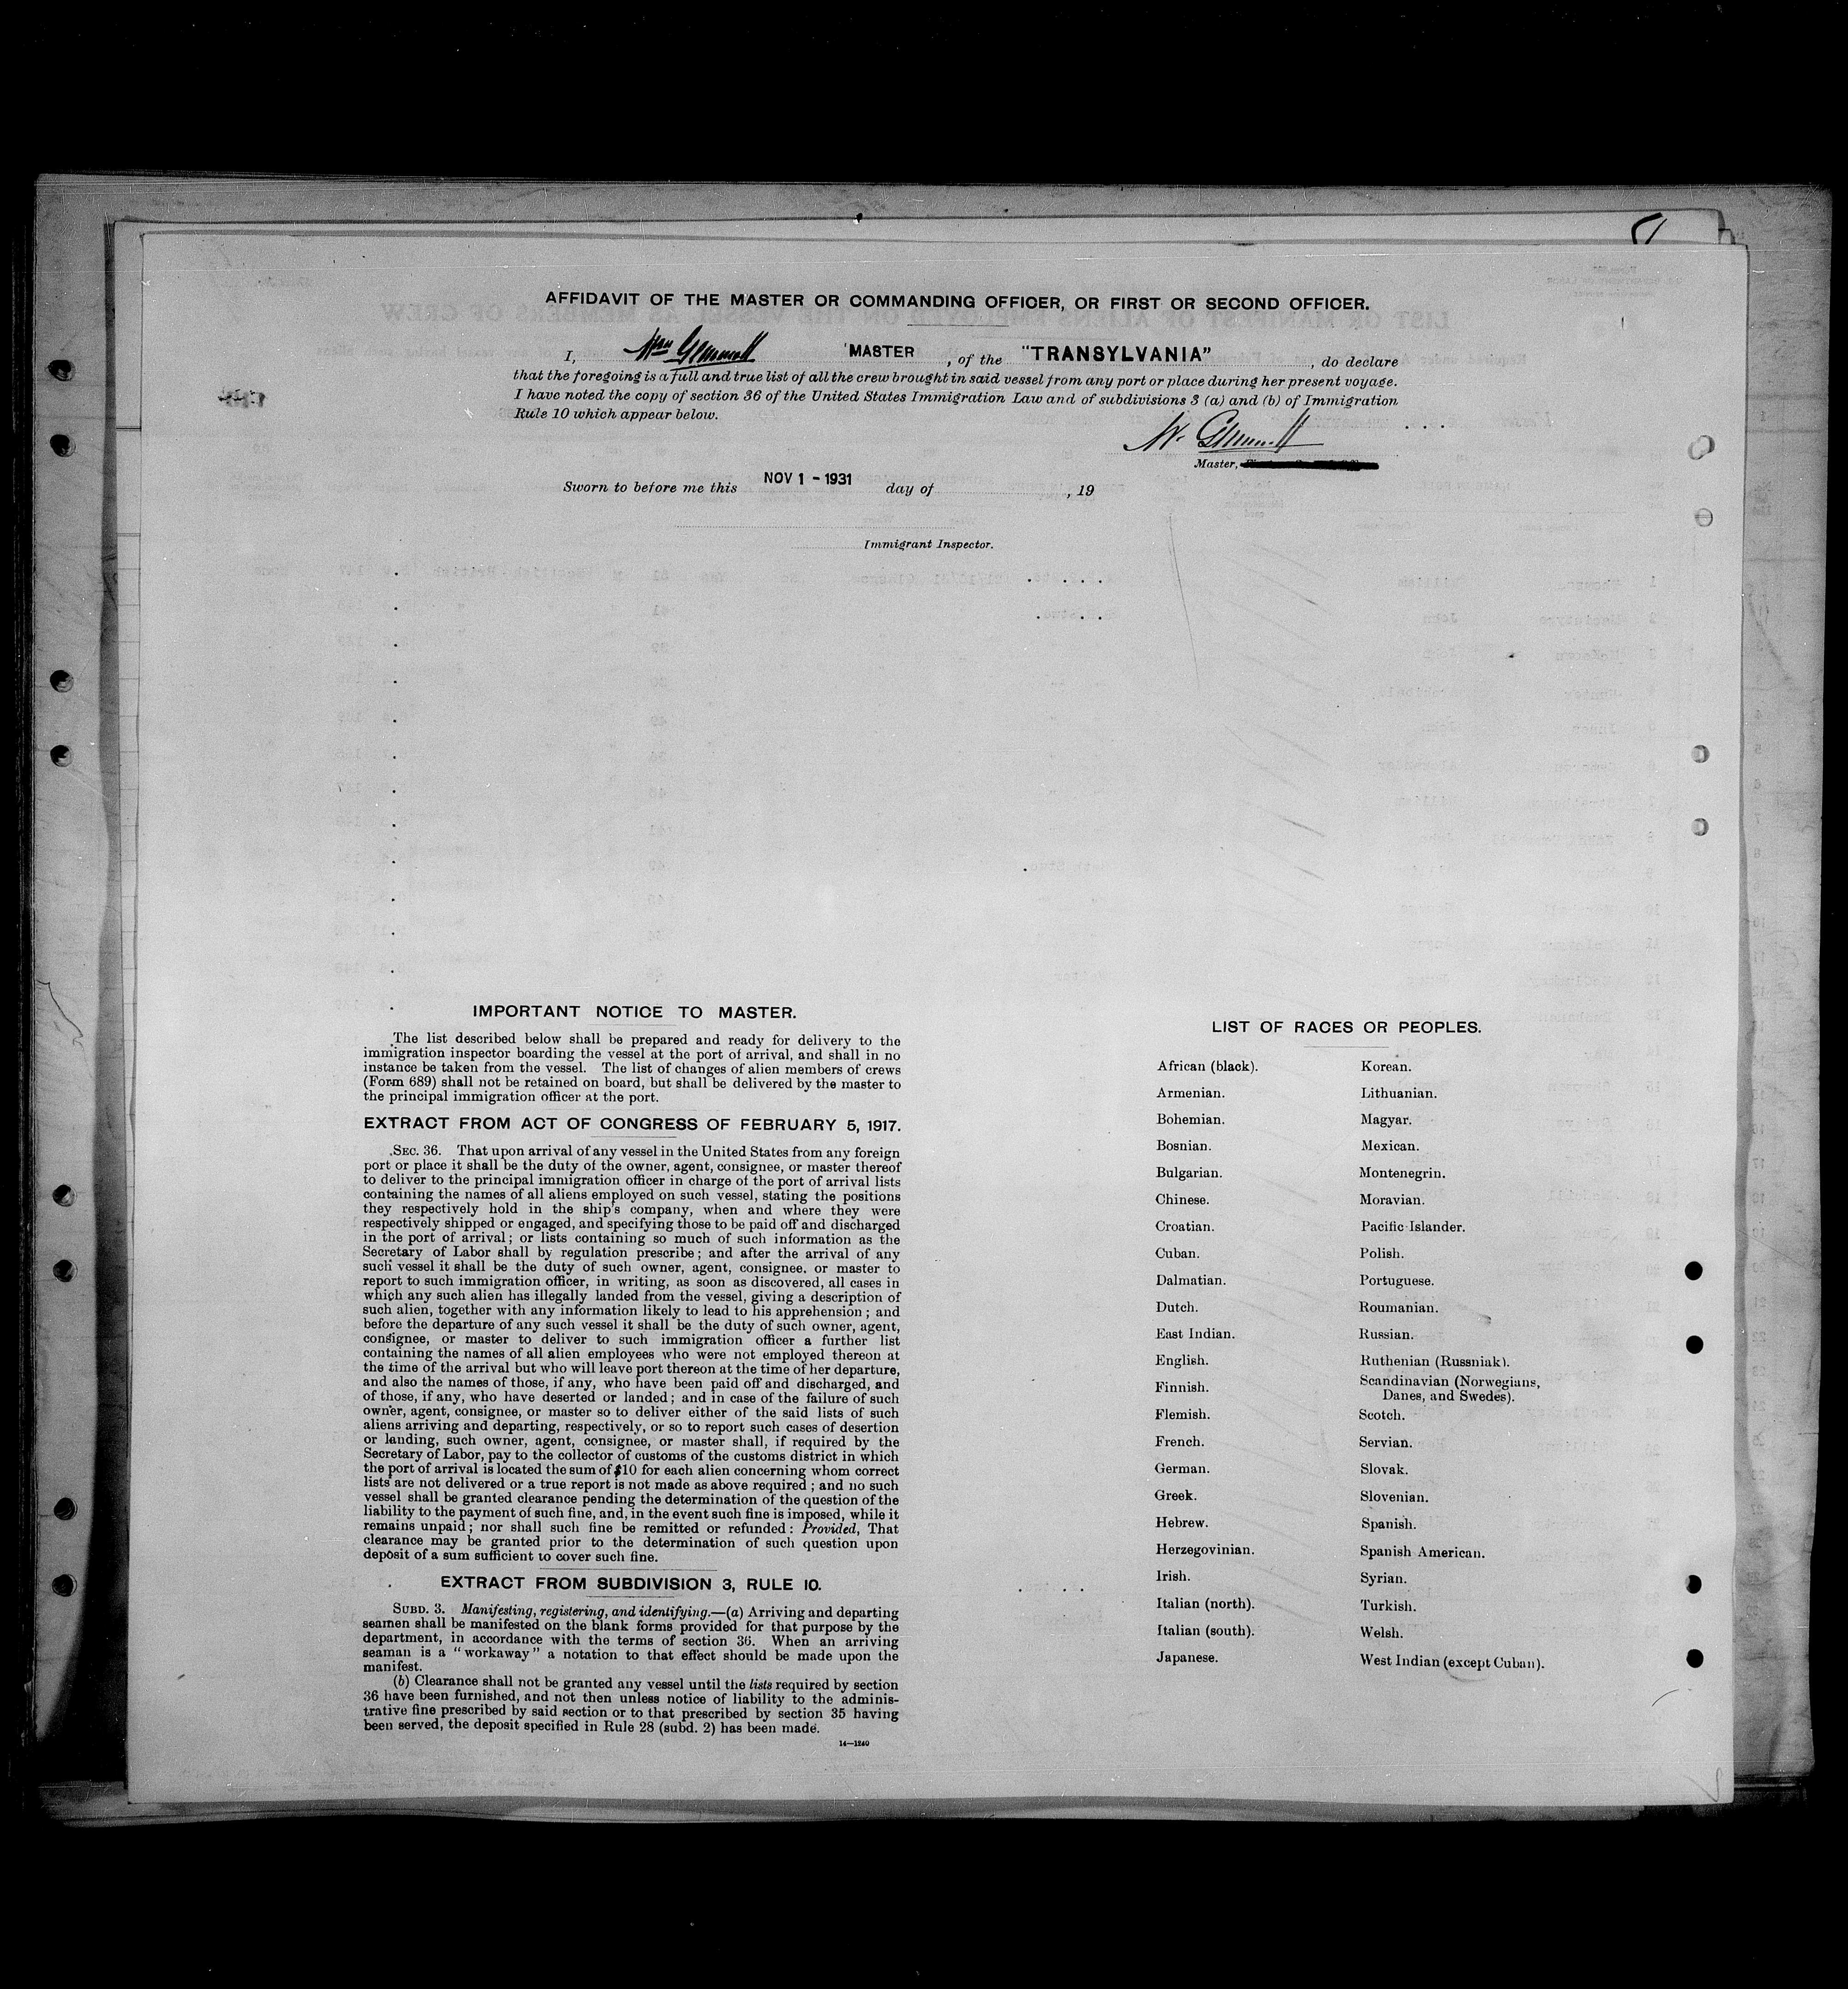 AFFIDAVIT OF THE MASTER OR COMMANDING OFFICER, OR FIRST OR SECOND OFFICER.
I, Wm Gemmell MASTER, of the "TRANSYLVANIA", do declare
that the foregoing is a full and true list of all the crew brought in said vessel from any port or place during her present voyage.
I have noted the copy of section 36 of the United States Immigration Law and of subdivisions 3 (a) and (b) of Immigration
Rule 10 which appear below.
W. Gemmell
Master,
Sworn to before me this NOV 1 - 1931 day of , 19
Immigrant Inspector.
IMPORTANT NOTICE TO MASTER.
The list described below shall be prepared and ready for delivery to the
immigration inspector boarding the vessel at the port of arrival, and shall in no
instance be taken from the vessel. The list of changes of alien members of crews
(Form 689) shall not be retained on board, but shall be delivered by the master to
the principal immigration officer at the port.
EXTRACT FROM ACT OF CONGRESS OF FEBRUARY 5, 1917.
SEC. 36. That upon arrival of any vessel in the United States from any foreign
port or place it shall be the duty of the owner, agent, consignee, or master thereof
to deliver to the principal immigration officer in charge of the port of arrival lists
containing the names of all aliens employed on such vessel, stating the positions
they respectively hold in the ship's company, when and where they were
respectively shipped or engaged, and specifying those to be paid off and discharged
in the port of arrival; or lists containing so much of such information as the
Secretary of Labor shall by regulation prescribe; and after the arrival of any
such vessel it shall be the duty of such owner, agent, consignee, or master to
report to such immigration officer, in writing, as soon as discovered, all cases in
which any such alien has illegally landed from the vessel, giving a description of
such alien, together with any information likely to lead to his apprehension; and
before the departure of any such vessel it shall be the duty of such owner, agent,
consignee, or master to deliver to such immigration officer a further list
containing the names of all alien employees who were not employed thereon at
the time of the arrival but who will leave port thereon at the time of her departure,
and also the names of those, if any, who have been paid off and discharged, and
of those, if any, who have deserted or landed; and in case of the failure of such
owner, agent, consignee, or master so to deliver either of the said lists of such
aliens arriving and departing, respectively, or so to report such cases of desertion
or landing, such owner, agent, consignee, or master shall, if required by the
Secretary of Labor, pay to the collector of customs of the customs district in which
the port of arrival is located the sum of $10 for each alien concerning whom correct
lists are not delivered or a true report is not made as above required; and no such
vessel shall be granted clearance pending the determination of the question of the
liability to the payment of such fine, and, in the event such fine is imposed, while it
remains unpaid; nor shall such fine be remitted or refunded: Provided, That
clearance may be granted prior to the determination of such question upon
deposit of a sum sufficient to cover such fine.
EXTRACT FROM SUBDIVISION 3, RULE 10.
SUBD. 3. Manifesting, registering, and identifying.—(a) Arriving and departing
seamen shall be manifested on the blank forms provided for that purpose by the
department, in accordance with the terms of section 36. When an arriving
seaman is a "workaway" a notation to that effect should be made upon the
manifest.
(b) Clearance shall not be granted any vessel until the lists required by section
36 have been furnished, and not then unless notice of liability to the adminis-
trative fine prescribed by said section or to that prescribed by section 35 having
been served, the deposit specified in Rule 28 (subd. 2) has been made.
14—1240
LIST OF RACES OR PEOPLES.
African (black).
Armenian.
Bohemian.
Bosnian.
Bulgarian.
Chinese.
Croatian.
Cuban.
Dalmatian.
Dutch.
East Indian.
English.
Finnish.
Flemish.
French.
German.
Greek.
Hebrew.
Herzegovinian.
Irish.
Italian (north).
Italian (south).
Japanese.
Korean.
Lithuanian.
Magyar.
Mexican.
Montenegrin.
Moravian.
Pacific Islander.
Polish.
Portuguese.
Roumanian.
Russian.
Ruthenian (Russniak).
Scandinavian (Norwegians,
Danes, and Swedes).
Scotch.
Servian.
Slovak.
Slovenian.
Spanish.
Spanish American.
Syrian.
Turkish.
Welsh.
West Indian (except Cuban).